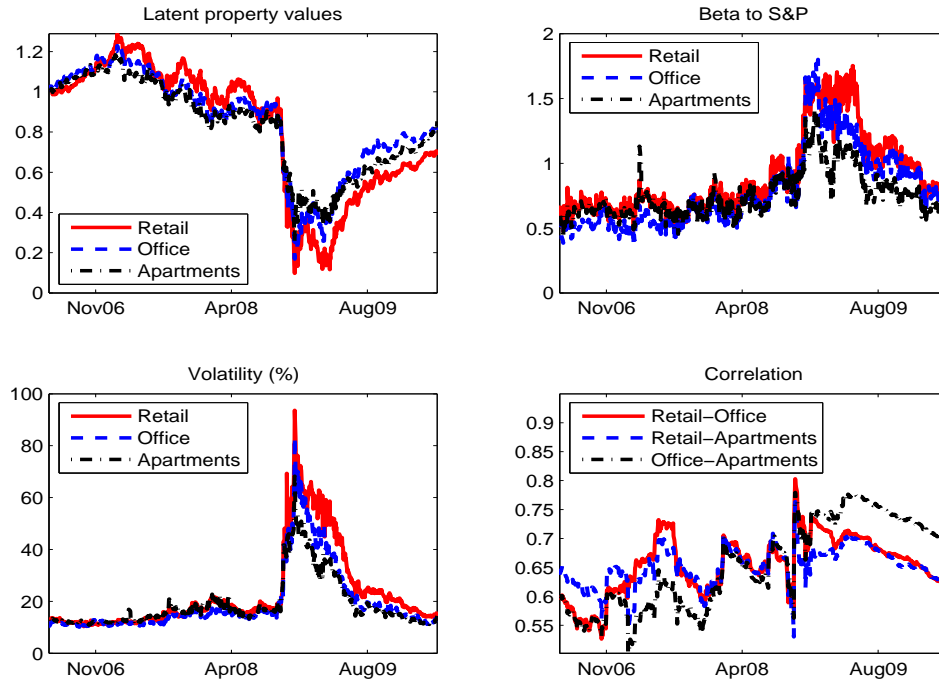 Latent property values
1.2
1
0.8
0.6
0.4
0.2
0
Retail
Office
Apartments
Nov06
Apr08
Aug09
Beta to S&P
2
1.5
1
0.5
0
Retail
Office
Apartments
Nov06
Apr08
Aug09
Volatility (%)
100
80
60
40
20
0
Retail
Office
Apartments
Nov06
Apr08
Aug09
Correlation
0.9
0.85
0.8
0.75
0.7
0.65
0.6
0.55
Retail−Office
Retail−Apartments
Office−Apartments
Nov06
Apr08
Aug09